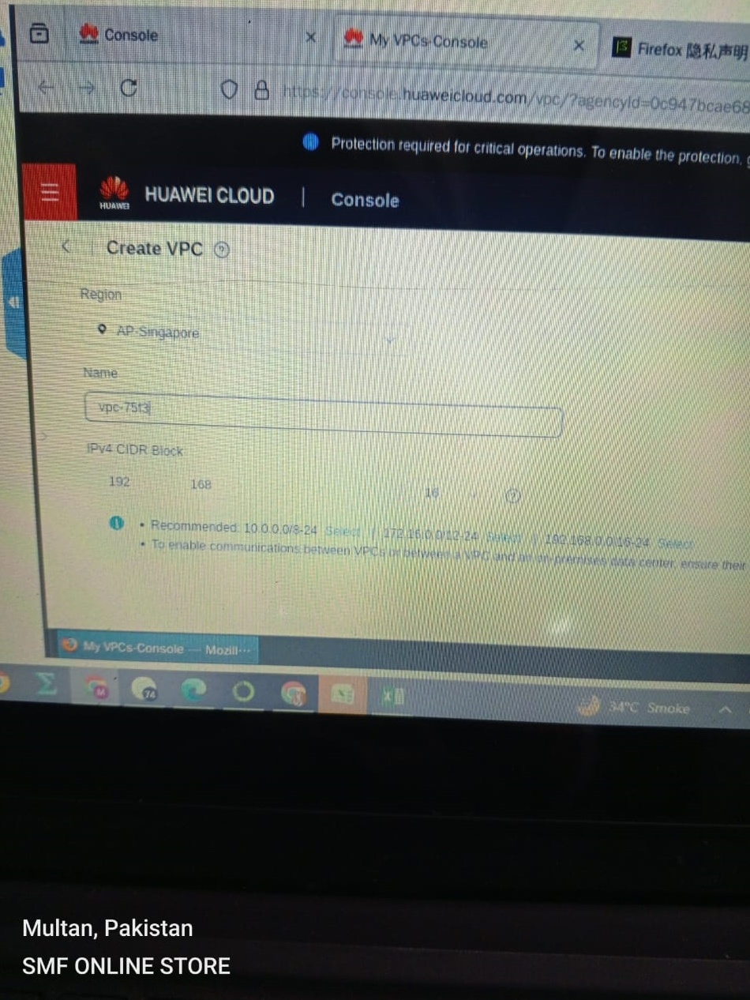 Console
My VPCs-Console
Firefox 隐私声明
https://console.huaweicloud.com/vpc/?agencyId=0c947bcae68
Protection required for critical operations. To enable the protection,
HUAWEI
HUAWEI CLOUD | Console
Create VPC ?
Region
AP-Singapore
Name
vpc-75f3
IPv4 CIDR Block
192 168 16 ?
• Recommended: 10.0.0.0/8-24 Select | 172.16.0.0/12-24 Select | 192.168.0.0/16-24 Select
• To enable communications between VPCs or between a VPC and an on-premises data center, ensure their
My VPCs-Console — Mozill...
74
34°C Smoke
Multan, Pakistan
SMF ONLINE STORE